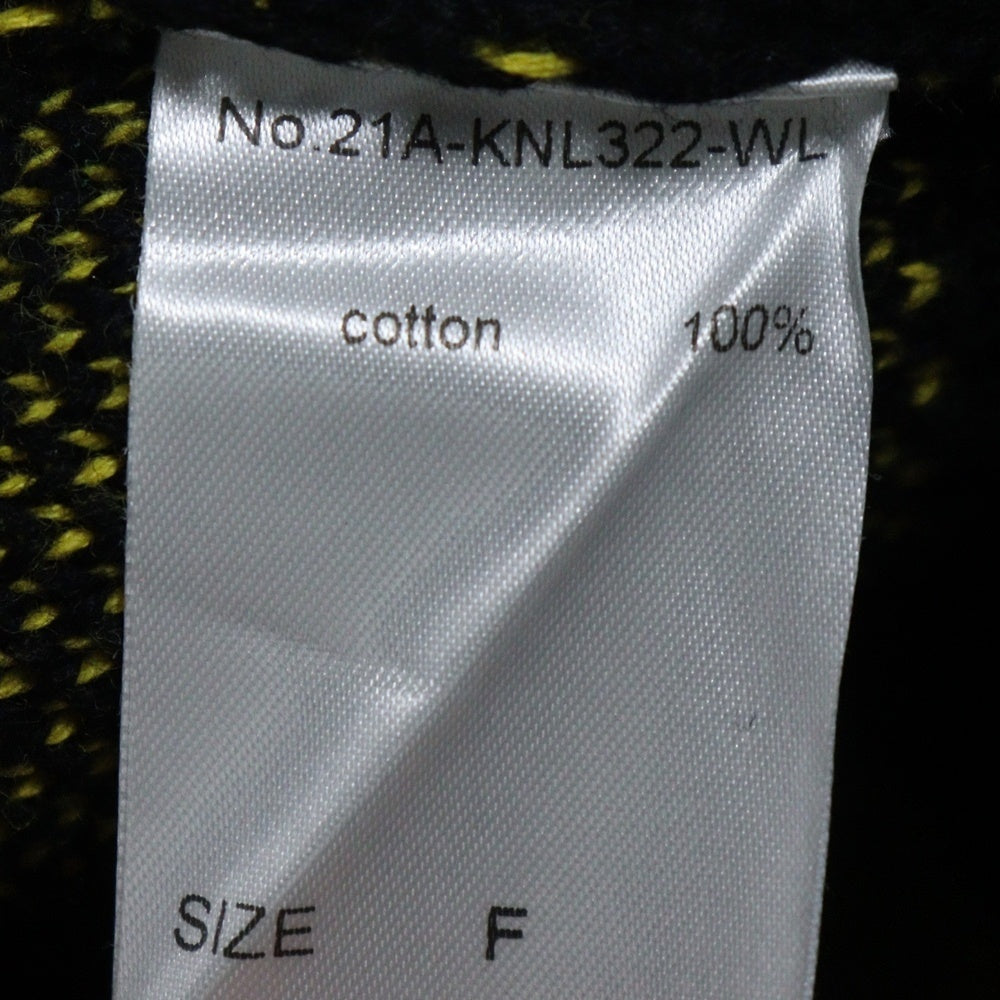 No.21A-KNL322-WL
cotton 100%
SIZE F